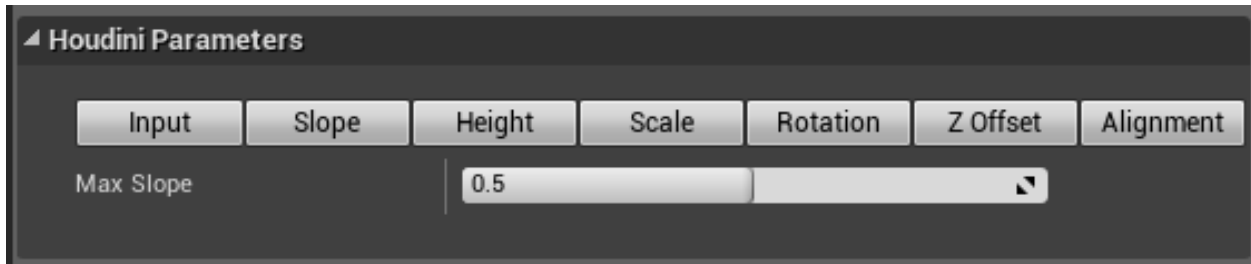 Houdini Parameters
Input Slope Height Scale Rotation Z Offset Alignment
Max Slope 0.5